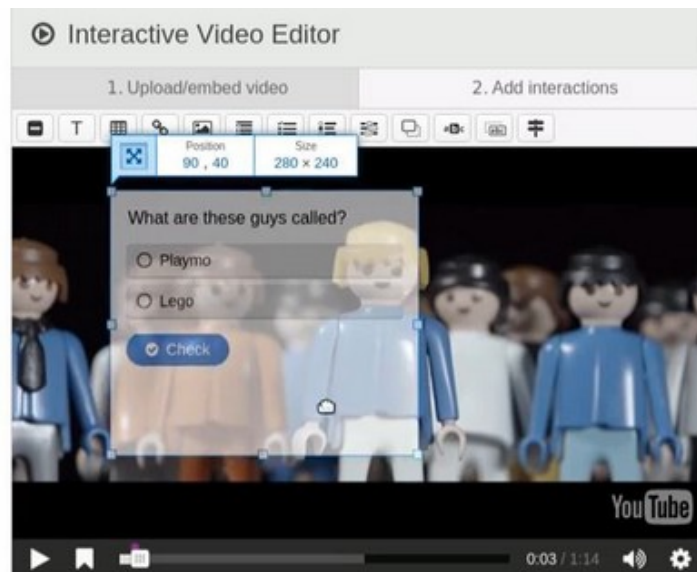 Interactive Video Editor
1. Upload/embed video
2. Add interactions
T
Position
90 , 40
Size
280 × 240
What are these guys called?
Playmo
Lego
Check
YouTube
0:03 / 1:14